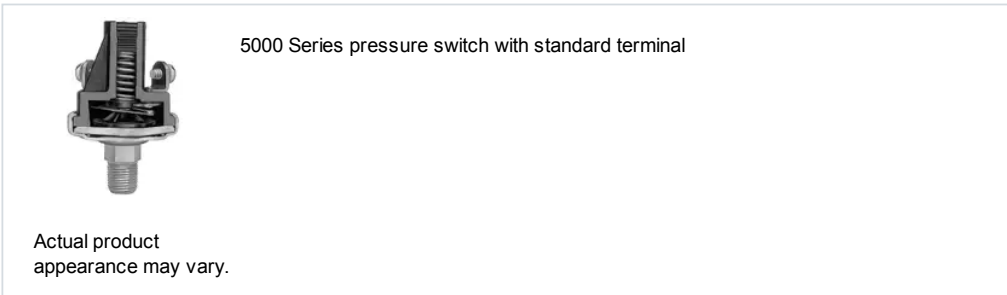 5000 Series pressure switch with standard terminal
Actual product
appearance may vary.